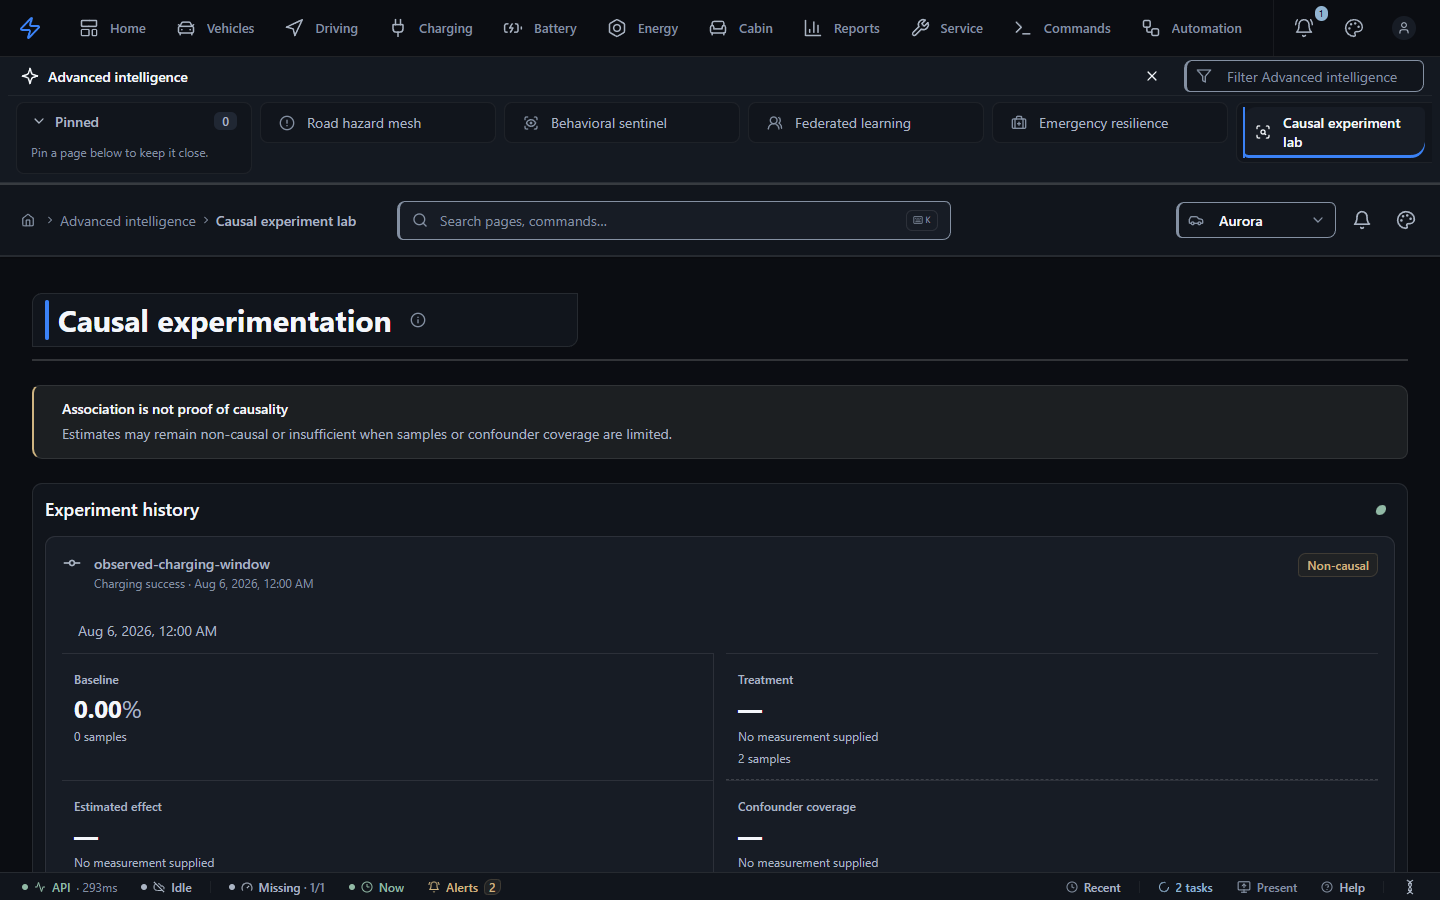 Home
Vehicles
Driving
Charging
Battery
Energy
Cabin
Reports
Service
Commands
Automation
1
Advanced intelligence
Filter Advanced intelligence
Pinned
0
Pin a page below to keep it close.
Road hazard mesh
Behavioral sentinel
Federated learning
Emergency resilience
Causal experiment
lab
Advanced intelligence
Causal experiment lab
Search pages, commands...
K
Aurora
Causal experimentation
Association is not proof of causality
Estimates may remain non-causal or insufficient when samples or confounder coverage are limited.
Experiment history
observed-charging-window
Charging success · Aug 6, 2026, 12:00 AM
Non-causal
Aug 6, 2026, 12:00 AM
Baseline
0.00%
0 samples
Treatment
—
No measurement supplied
2 samples
Estimated effect
—
No measurement supplied
Confounder coverage
—
No measurement supplied
API · 293ms
Idle
Missing · 1/1
Now
Alerts 2
Recent
2 tasks
Present
Help